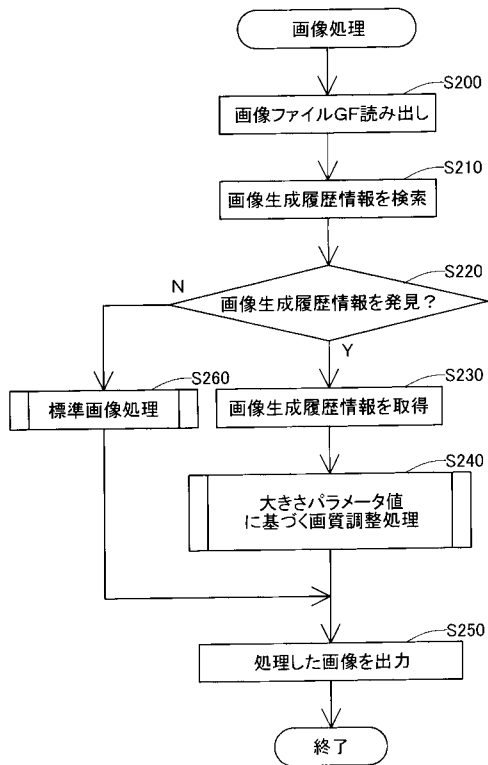 画像処理
S200
画像ファイルGF読み出し
S210
画像生成履歴情報を検索
S220
画像生成履歴情報を発見？
N
Y
S260
標準画像処理
S230
画像生成履歴情報を取得
S240
大きさパラメータ値
に基づく画質調整処理
S250
処理した画像を出力
終了